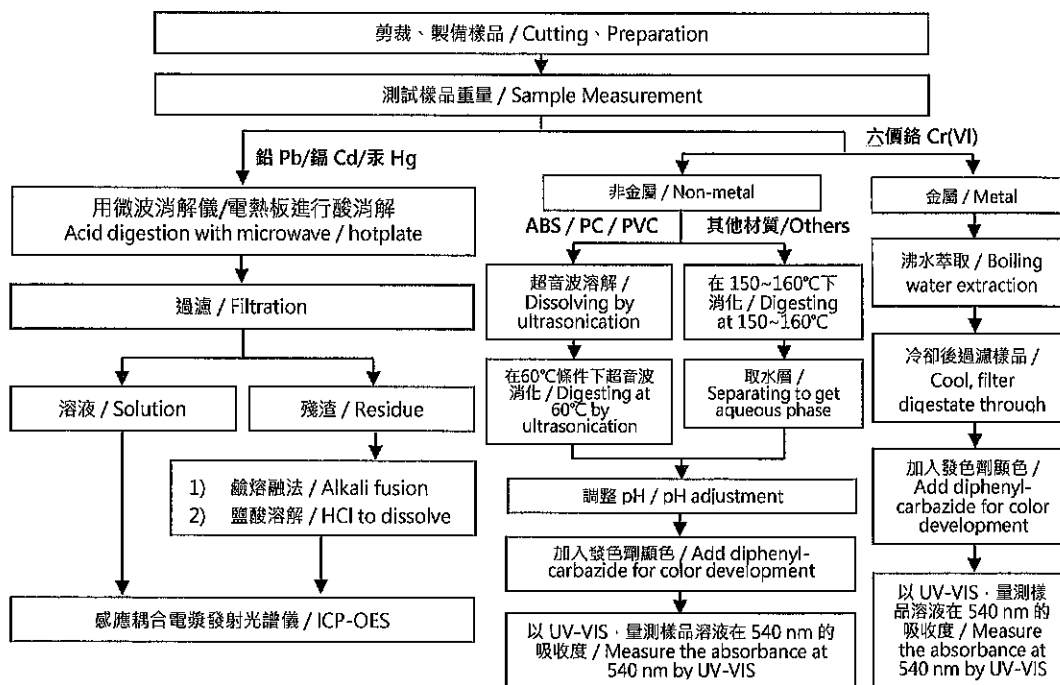 剪裁、製備樣品 / Cutting、Preparation
測試樣品重量 / Sample Measurement
鉛 Pb/鎘 Cd/汞 Hg
六價鉻 Cr(VI)
用微波消解儀/電熱板進行酸消解
Acid digestion with microwave / hotplate
過濾 / Filtration
溶液 / Solution
殘渣 / Residue
1) 鹼熔融法 / Alkali fusion
2) 鹽酸溶解 / HCl to dissolve
感應耦合電漿發射光譜儀 / ICP-OES
非金屬 / Non-metal
ABS / PC / PVC
其他材質/Others
超音波溶解 /
Dissolving by
ultrasonication
在60℃條件下超音波
消化 / Digesting at
60℃ by
ultrasonication
在 150~160℃下
消化 / Digesting
at 150~160℃
取水層 /
Separating to get
aqueous phase
調整 pH / pH adjustment
加入發色劑顯色 / Add diphenyl-
carbazide for color development
以 UV-VIS，量測樣品溶液在 540 nm 的
吸收度 / Measure the absorbance at
540 nm by UV-VIS
金屬 / Metal
沸水萃取 / Boiling
water extraction
冷卻後過濾樣品 /
Cool, filter
digestate through
加入發色劑顯色 /
Add diphenyl-
carbazide for color
development
以 UV-VIS，量測樣
品溶液在 540 nm 的
吸收度 / Measure
the absorbance at
540 nm by UV-VIS